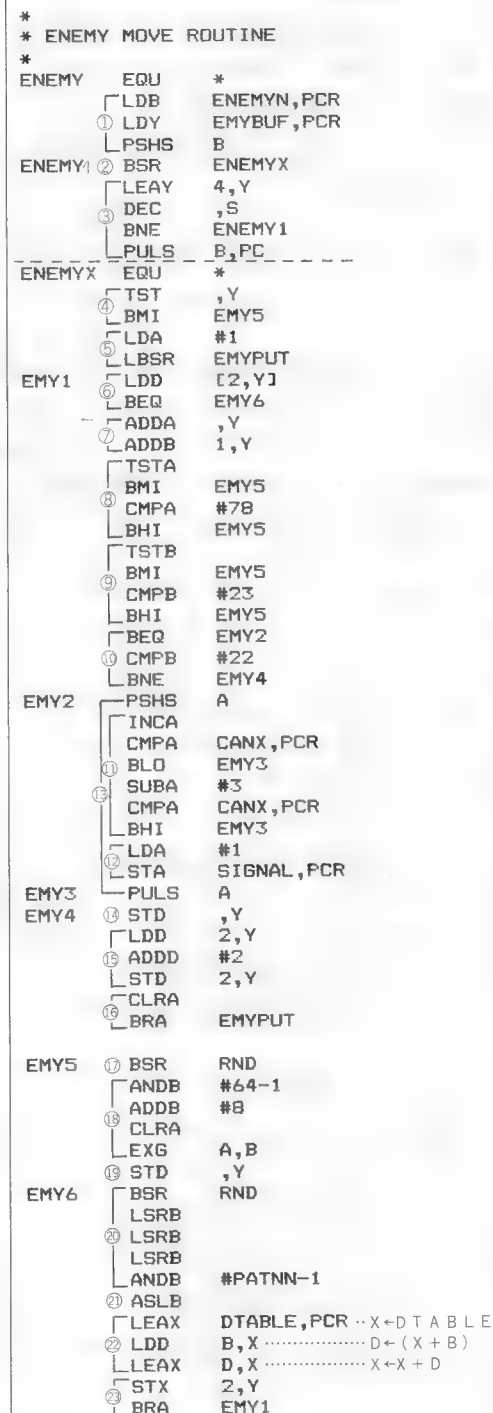 *
* ENEMY MOVE ROUTINE
*
ENEMY EQU *
LDB ENEMYN,PCR
① LDY EMYBUF,PCR
PSHS B
ENEMY1 ② BSR ENEMYX
LEAY 4,Y
③ DEC ,S
BNE ENEMY1
PULS B,PC
ENEMYX EQU *
④ TST ,Y
BMI EMY5
⑤ LDA #1
LBSR EMYPUT
EMY1 ⑥ LDD [2,Y]
BEQ EMY6
⑦ ADDA ,Y
ADDB 1,Y
TSTA
⑧ BMI EMY5
CMPA #78
BHI EMY5
TSTB
⑨ BMI EMY5
CMPB #23
BHI EMY5
BEQ EMY2
⑩ CMPB #22
BNE EMY4
EMY2 PSHS A
INCA
CMPA CANX,PCR
⑪ BLO EMY3
⑬ SUBA #3
CMPA CANX,PCR
BHI EMY3
⑫ LDA #1
STA SIGNAL,PCR
EMY3 PULS A
EMY4 ⑭ STD ,Y
LDD 2,Y
⑮ ADDD #2
STD 2,Y
⑯ CLRA
BRA EMYPUT
EMY5 ⑰ BSR RND
ANDB #64-1
⑱ ADDB #8
CLRA
EXG A,B
⑲ STD ,Y
EMY6 BSR RND
LSRB
⑳ LSRB
LSRB
ANDB #PATNN-1
㉑ ASLB
LEAX DTABLE,PCR ··X←DTABLE
㉒ LDD B,X ················D←(X+B)
LEAX D,X ················X←X+D
㉓ STX 2,Y
BRA EMY1